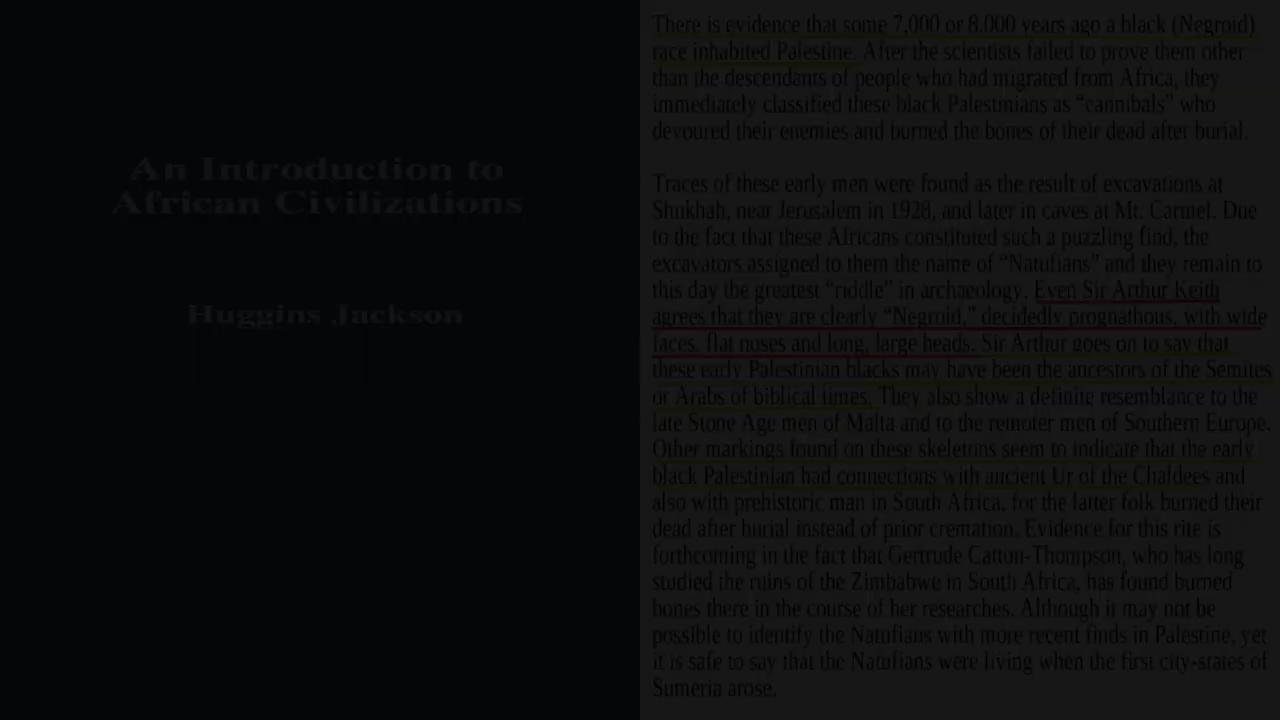 An Introduction to
African Civilizations
Huggins Jackson
There is evidence that some 7,000 or 8.000 years ago a black (Negroid)
race inhabited Palestine. After the scientists failed to prove them other
than the descendants of people who had migrated from Africa, they
immediately classified these black Palestinians as “cannibals” who
devoured their enemies and burned the bones of their dead after burial.
Traces of these early men were found as the result of excavations at
Shukbah, near Jerusalem in 1928, and later in caves at Mt. Carmel. Due
to the fact that these Africans constituted such a puzzling find, the
excavators assigned to them the name of “Natufians” and they remain to
this day the greatest “riddle” in archaeology. Even Sir Arthur Keith
agrees that they are clearly “Negroid,” decidedly prognathous, with wide
faces, flat noses and long, large heads. Sir Arthur goes on to say that
these early Palestinian blacks may have been the ancestors of the Semites
or Arabs of biblical times. They also show a definite resemblance to the
late Stone Age men of Malta and to the remoter men of Southern Europe.
Other markings found on these skeletons seem to indicate that the early
black Palestinian had connections with ancient Ur of the Chaldees and
also with prehistoric man in South Africa, for the latter folk burned their
dead after burial instead of prior cremation. Evidence for this rite is
forthcoming in the fact that Gertrude Catton-Thompson, who has long
studied the ruins of the Zimbabwe in South Africa, has found burned
bones there in the course of her researches. Although it may not be
possible to identify the Natufians with more recent finds in Palestine, yet
it is safe to say that the Natufians were living when the first city-states of
Sumeria arose.